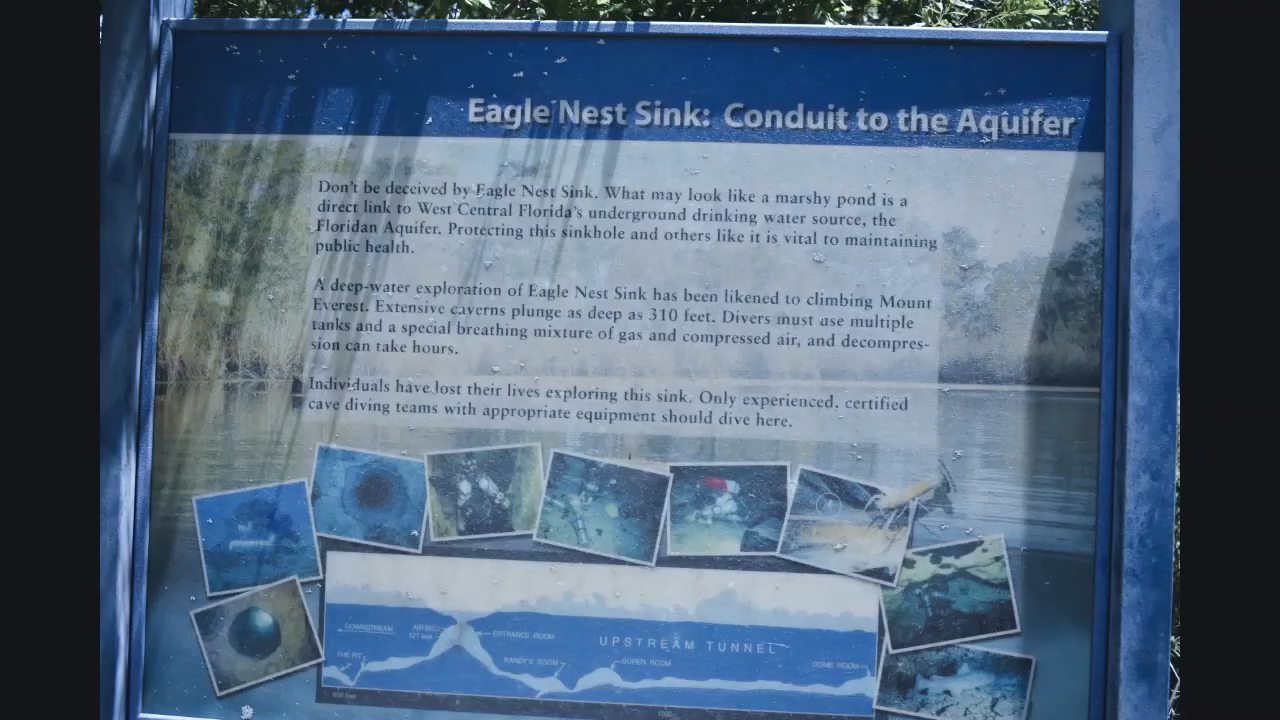 Eagle Nest Sink: Conduit to the Aquifer
Don't be deceived by Eagle Nest Sink. What may look like a marshy pond is a
direct link to West Central Florida's underground drinking water source, the
Floridan Aquifer. Protecting this sinkhole and others like it is vital to maintaining
public health.
A deep-water exploration of Eagle Nest Sink has been likened to climbing Mount
Everest. Extensive caverns plunge as deep as 310 feet. Divers must use multiple
tanks and a special breathing mixture of gas and compressed air, and decompres-
sion can take hours.
Individuals have lost their lives exploring this sink. Only experienced, certified
cave diving teams with appropriate equipment should dive here.
DOWNSTREAM
AIR BELL
127 feet
ENTRANCE ROOM
UPSTREAM TUNNEL
THE PIT
RANDY'S ROOM
SUPER ROOM
DOME ROOM